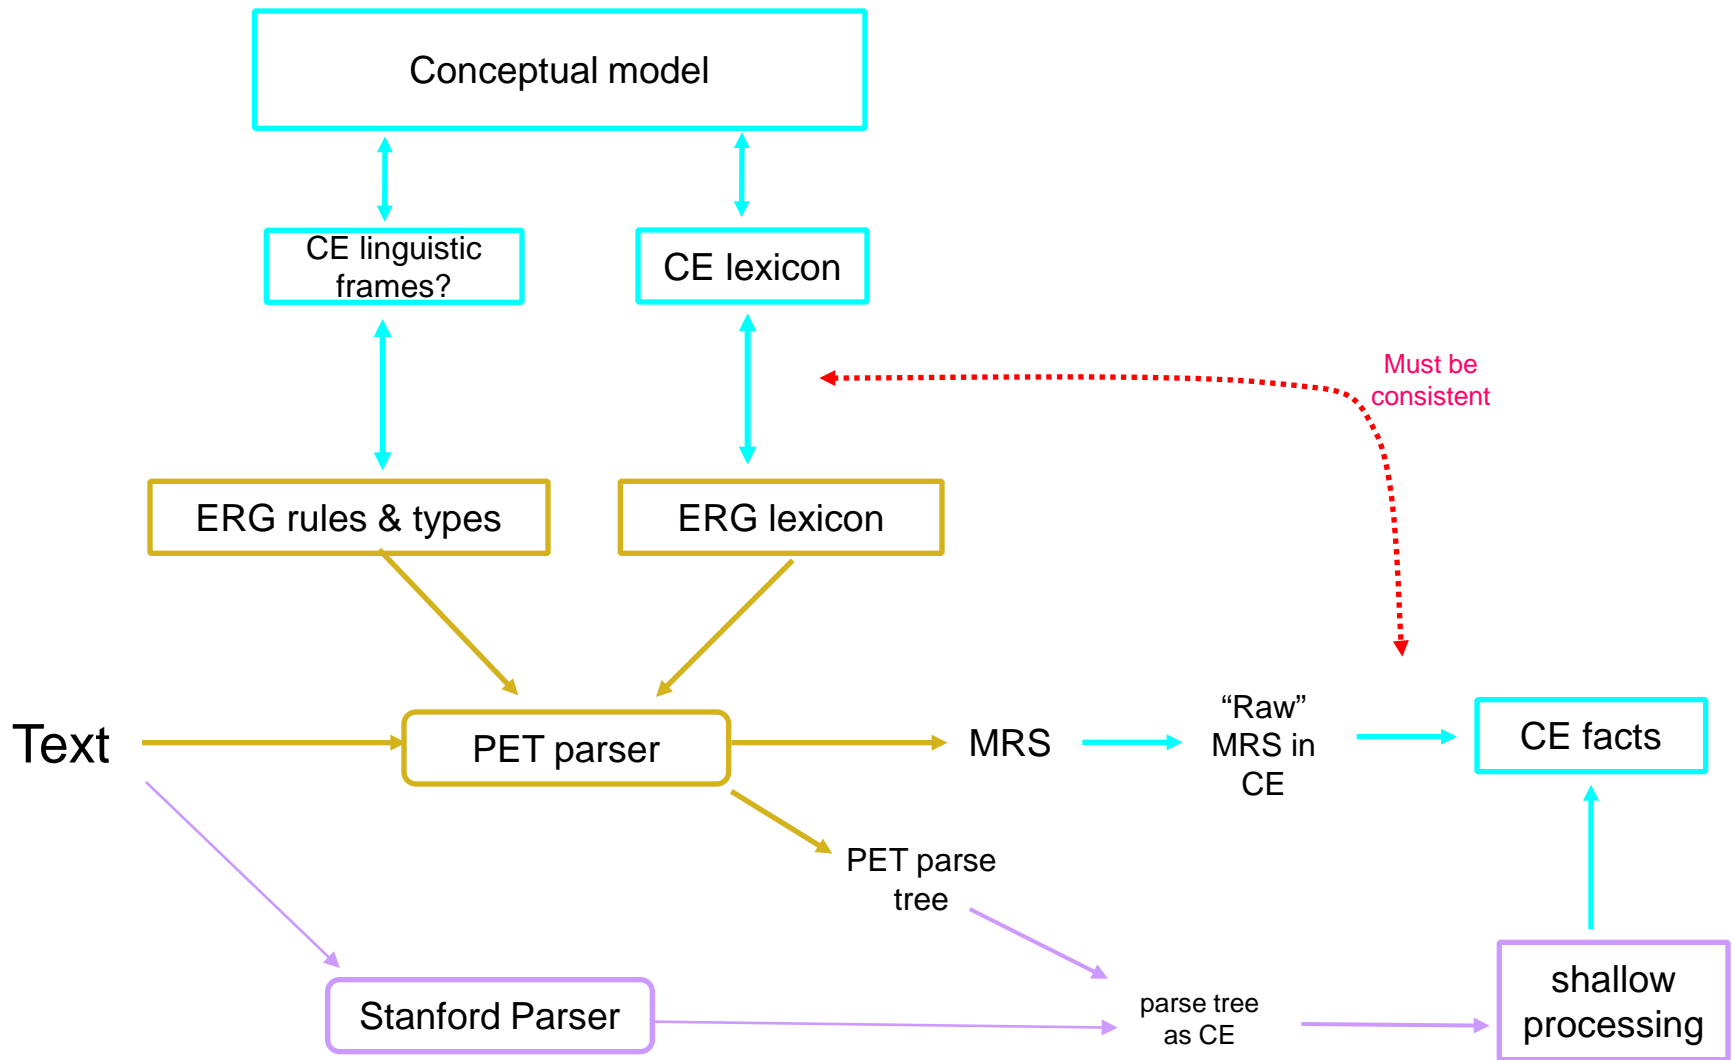 Conceptual model
CE linguistic
frames?
CE lexicon
Must be
consistent
ERG rules & types
ERG lexicon
Text
PET parser
MRS
“Raw”
MRS in
CE
CE facts
PET parse
tree
Stanford Parser
parse tree
as CE
shallow
processing